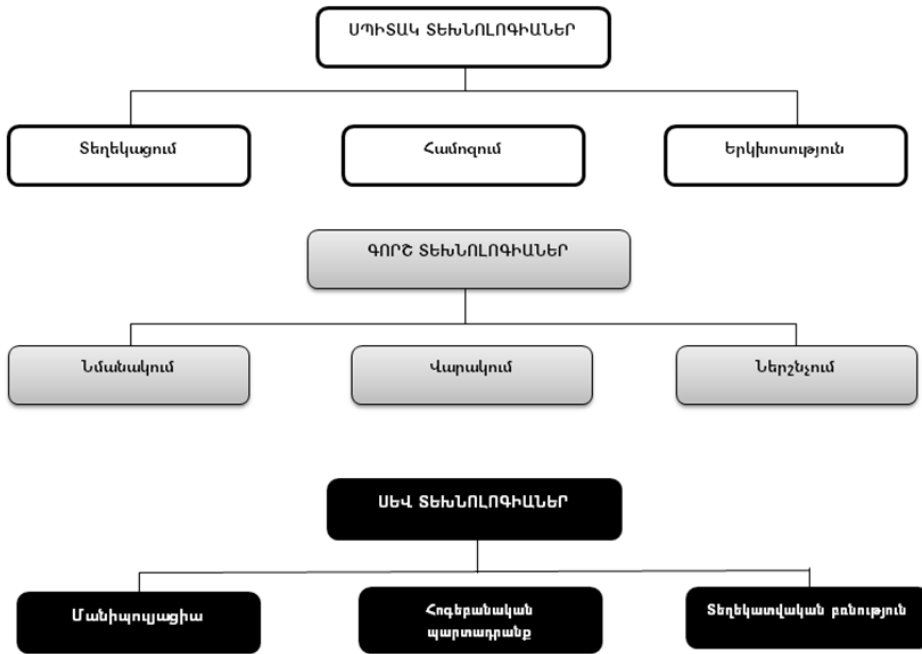 ՍՊԻՏԱԿ ՏԵԽՆՈԼՈԳԻԱՆԵՐ
Տեղեկացում
Համոզում
Երկխոսություն
ԳՈՐՇ ՏԵԽՆՈԼՈԳԻԱՆԵՐ
Նմանակում
Վարակում
Ներշնչում
ՍԵՎ ՏԵԽՆՈԼՈԳԻԱՆԵՐ
Մանիպուլյացիա
Հոգեբանական
պարտադրանք
Տեղեկատվական բռնություն